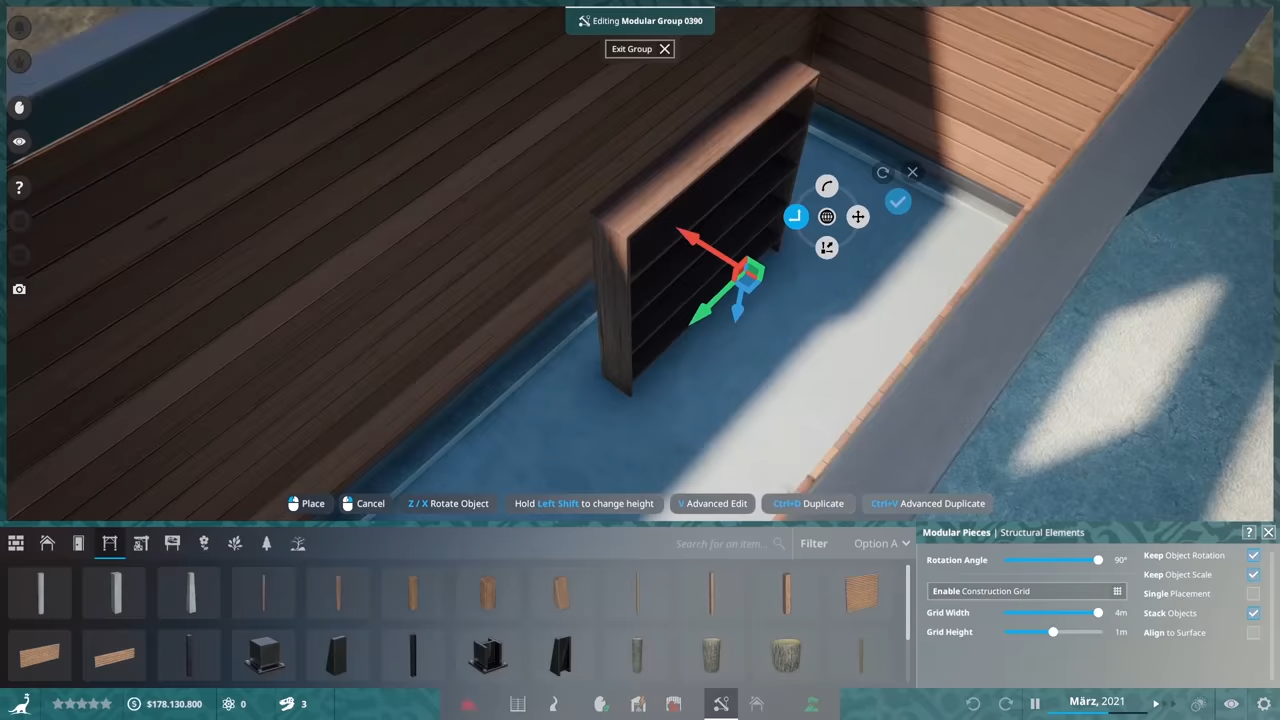 Editing Modular Group 0390
Exit Group
?
Place
Cancel
Z / X Rotate Object
Hold Left Shift to change height
V Advanced Edit
Ctrl+D Duplicate
Ctrl+V Advanced Duplicate
Search for an item...
Filter
Option A
Modular Pieces | Structural Elements
?
Rotation Angle
90°
Enable Construction Grid
Grid Width
4m
Grid Height
1m
Keep Object Rotation
Keep Object Scale
Single Placement
Stack Objects
Align to Surface
$178.130.800
0
3
März, 2021